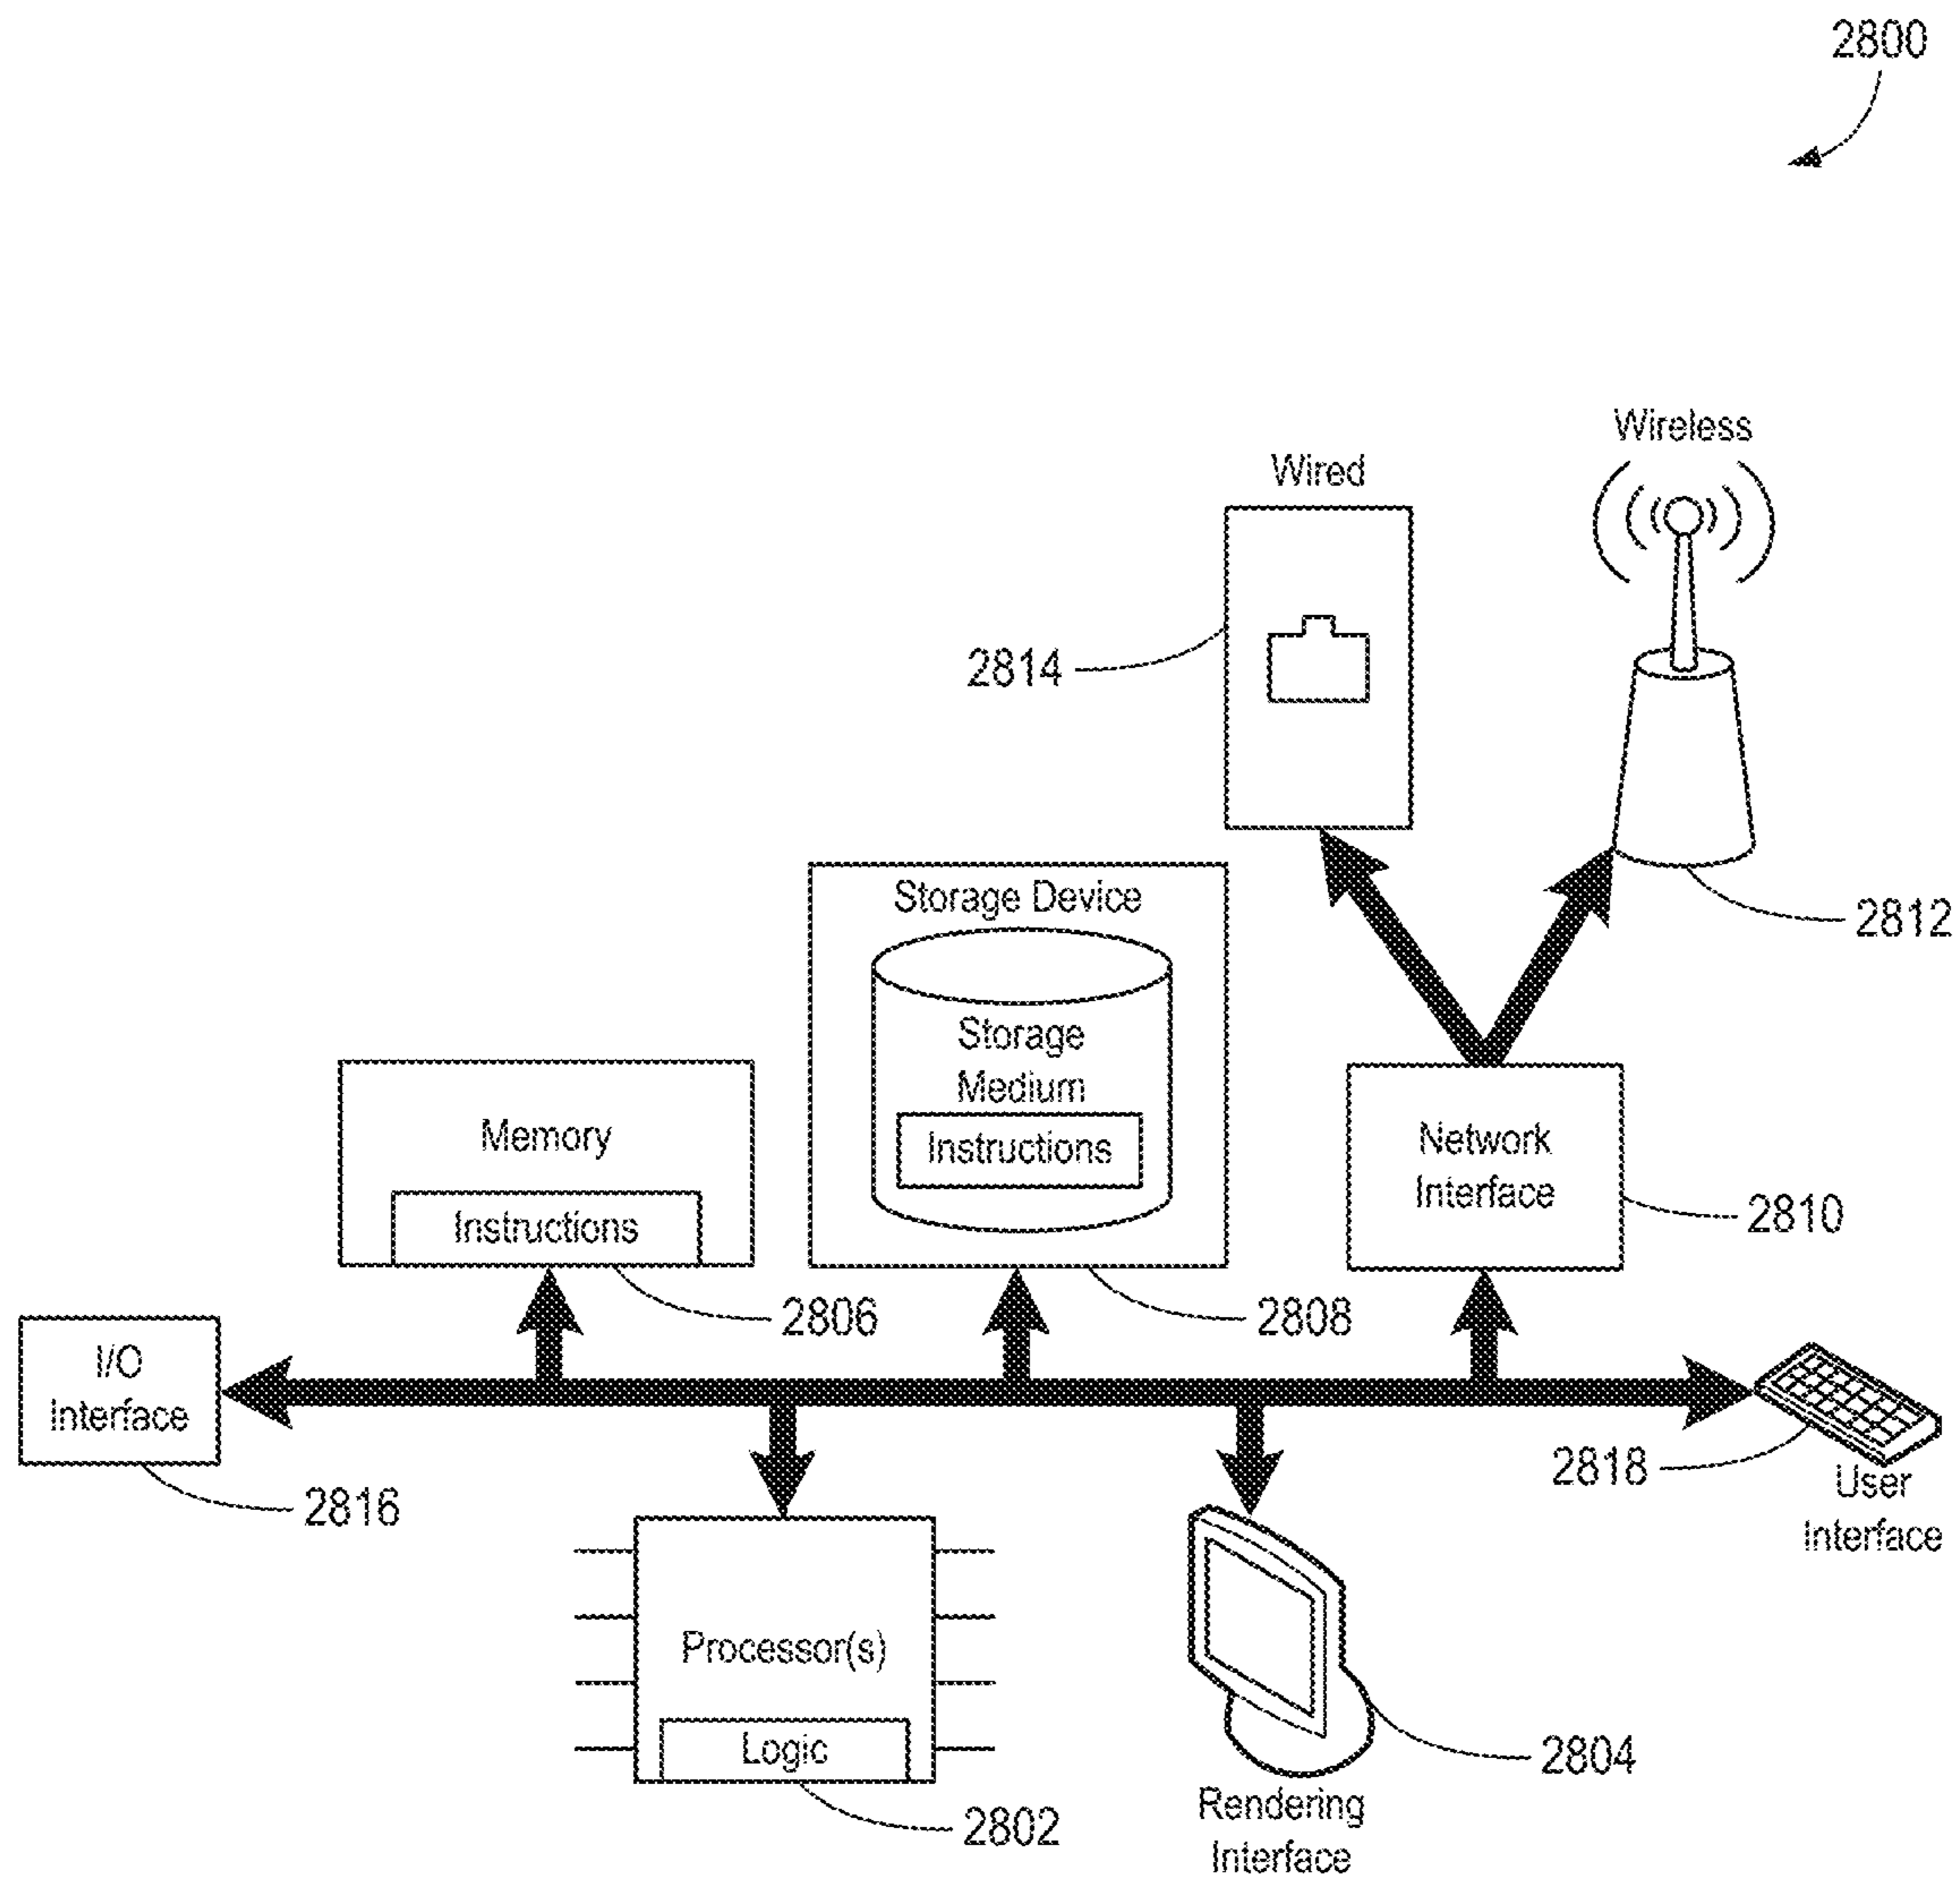 2800
Wireless
Wired
2814
2812
Storage Device
Storage
Medium
Instructions
Memory
Instructions
Network
Interface
2810
2806
2808
I/O
Interface
2816
2818
User
Interface
Processor(s)
Logic
2802
2804
Rendering
Interface